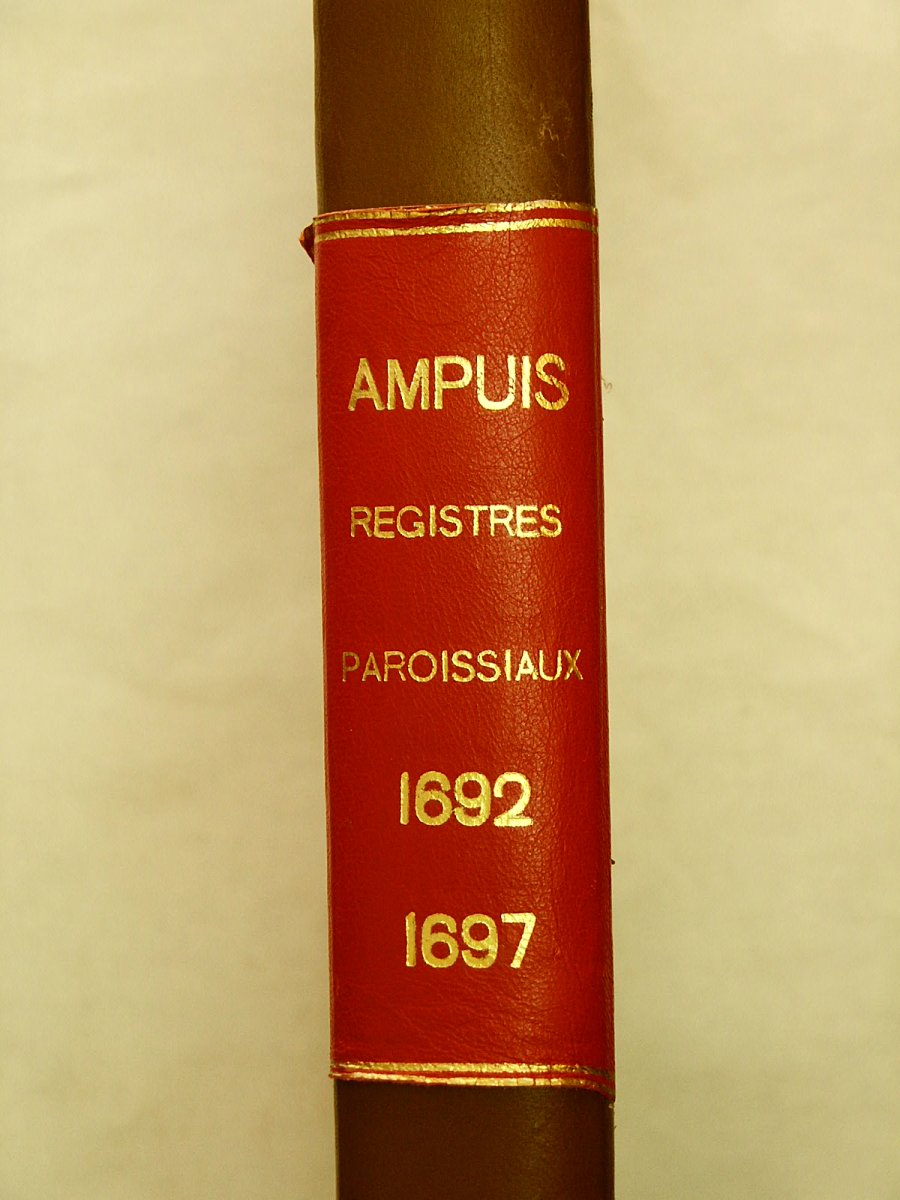 AMPUIS
REGISTRES
PAROISSIAUX
1692
1697